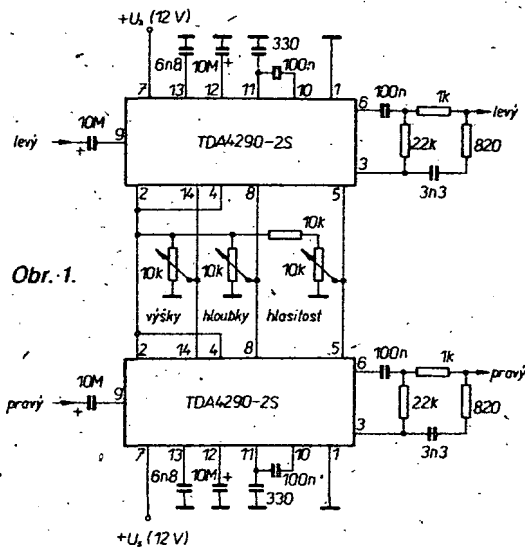 +Us (12 V)
6n8 10M + 330 100n
7 13 12 11 10 1
levý 10M + 9 TDA4290-2S 6 100n 1k levý
3 22k 820
3n3
2 14 4 8 5
10k
10k 10k 10k
Obr. 1.
výšky hloubky hlasitost
2 14 4 8 5
pravý 10M + 9 TDA4290-2S 6 100n 1k pravý
3 22k 820
3n3
7 13 12 11 10 1
6n8 10M + 330 100n
+Us (12 V)